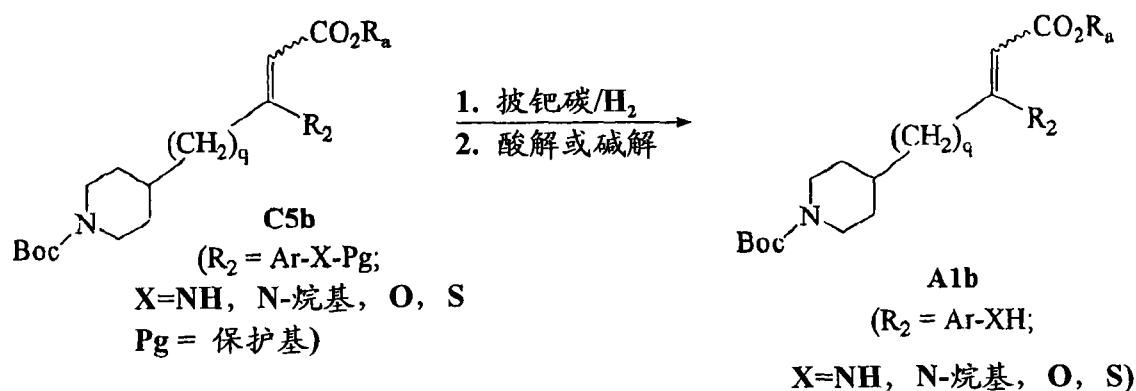 CO₂Rₐ
R₂
(CH₂)q
N
Boc
C5b
(R₂ = Ar-X-Pg;
X=NH, N-烷基, O, S
Pg = 保护基)
1. 披钯碳/H₂
2. 酸解或碱解
CO₂Rₐ
R₂
(CH₂)q
N
Boc
A1b
(R₂ = Ar-XH;
X=NH, N-烷基, O, S)